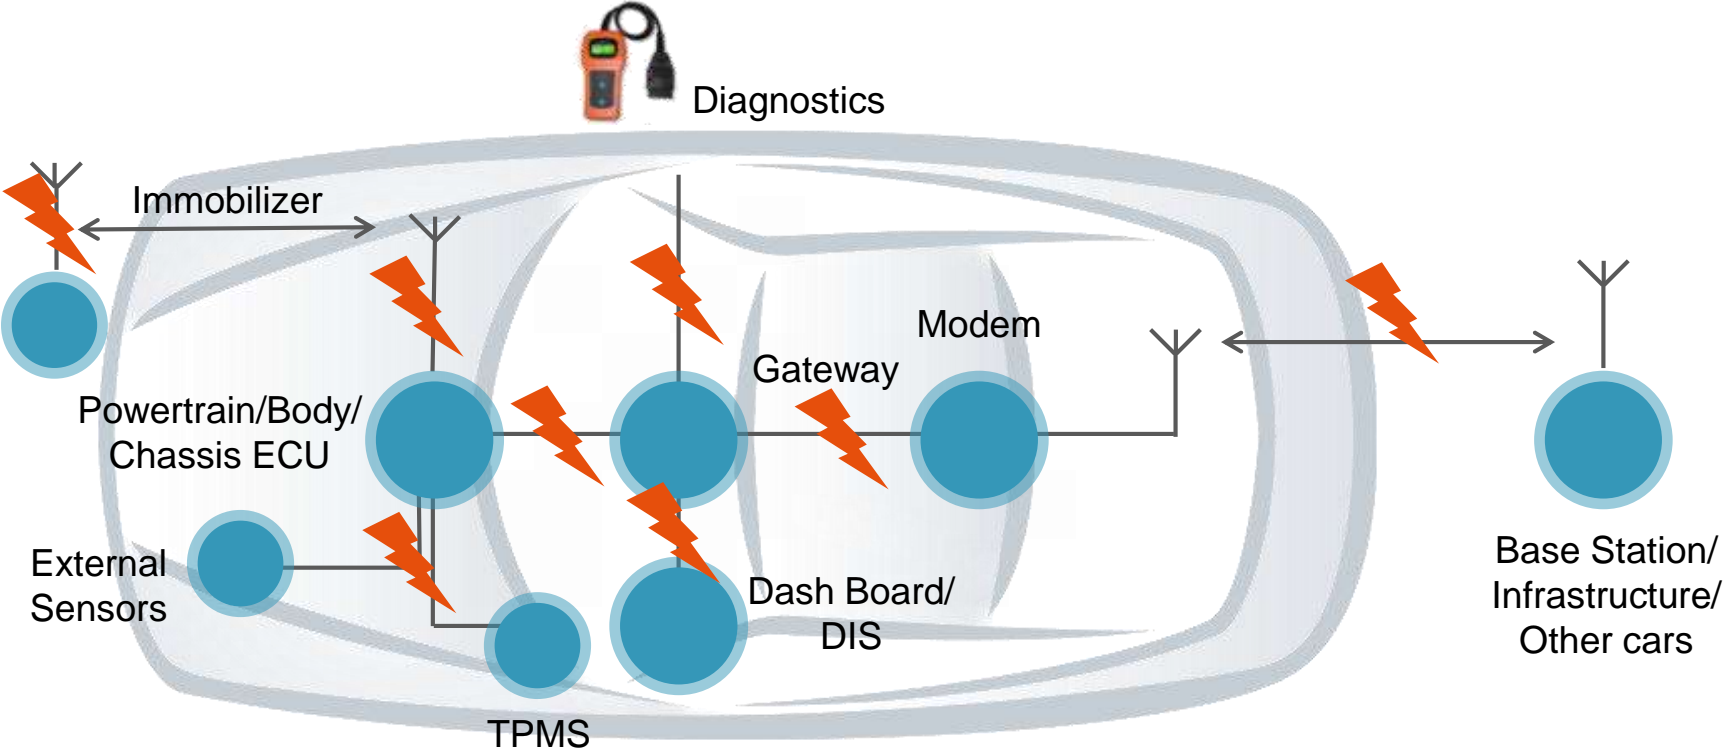 Diagnostics
Immobilizer
Modem
Gateway
Powertrain/Body/
Chassis ECU
External
Sensors
Dash Board/
DIS
Base Station/
Infrastructure/
Other cars
TPMS